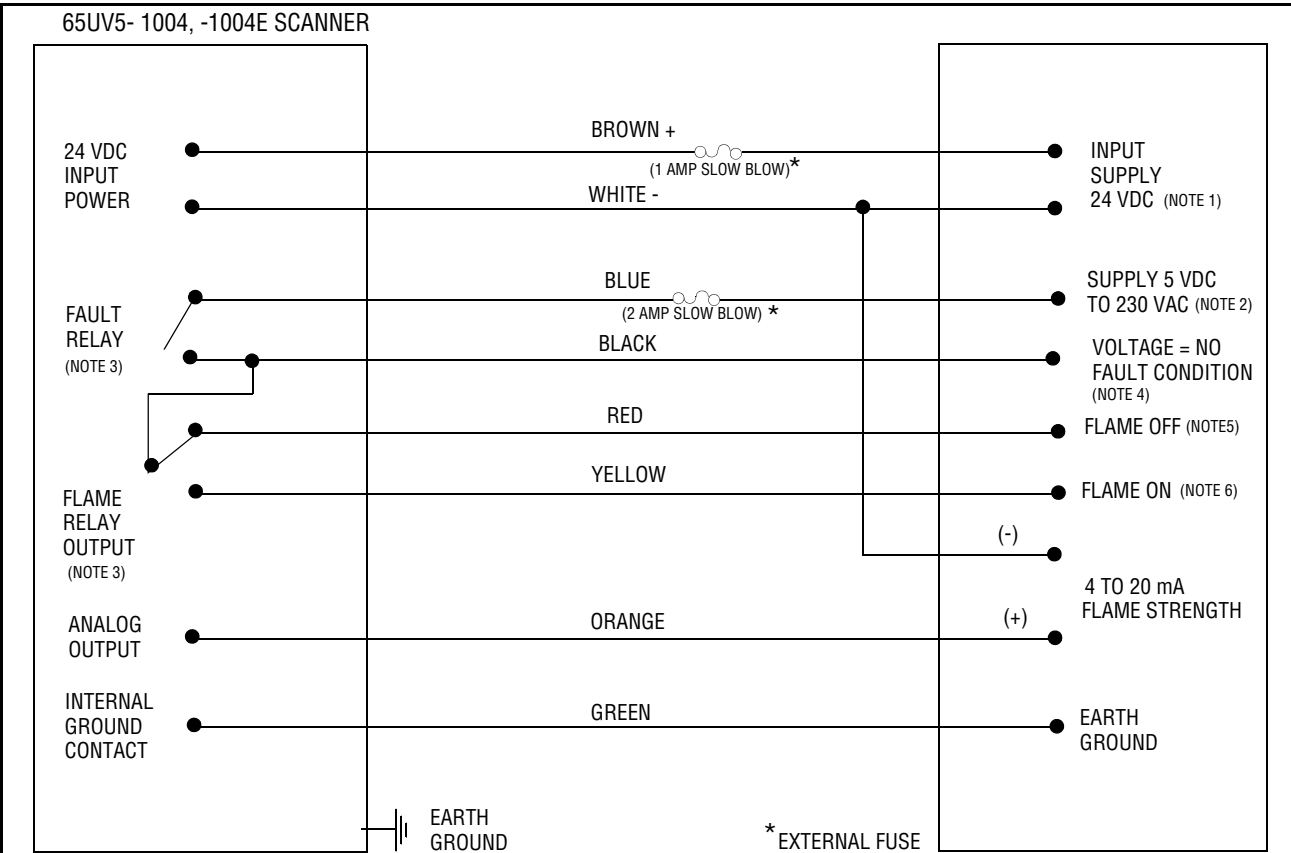 65UV5- 1004, -1004E SCANNER
24 VDC
INPUT
POWER
BROWN +
(1 AMP SLOW BLOW)*
WHITE -
INPUT
SUPPLY
24 VDC (NOTE 1)
FAULT
RELAY
(NOTE 3)
BLUE
(2 AMP SLOW BLOW) *
BLACK
SUPPLY 5 VDC
TO 230 VAC (NOTE 2)
VOLTAGE = NO
FAULT CONDITION
(NOTE 4)
RED
FLAME OFF (NOTE5)
YELLOW
FLAME ON (NOTE 6)
FLAME
RELAY
OUTPUT
(NOTE 3)
(-)
4 TO 20 mA
FLAME STRENGTH
(+)
ANALOG
OUTPUT
ORANGE
INTERNAL
GROUND
CONTACT
GREEN
EARTH
GROUND
EARTH
GROUND
*EXTERNAL FUSE